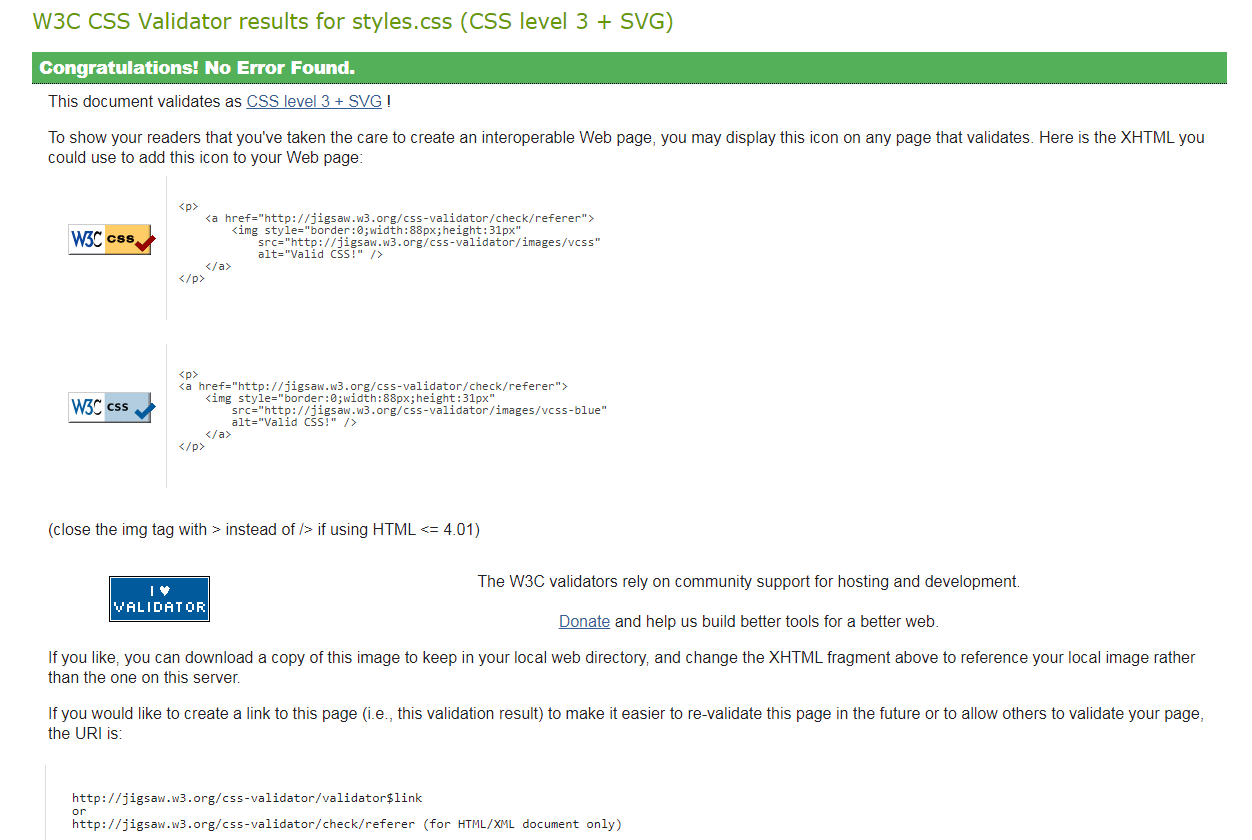 W3C CSS Validator results for styles.css (CSS level 3 + SVG)
Congratulations! No Error Found.
This document validates as CSS level 3 + SVG !
To show your readers that you've taken the care to create an interoperable Web page, you may display this icon on any page that validates. Here is the XHTML you
could use to add this icon to your Web page:
W3C css
<p>
    <a href="http://jigsaw.w3.org/css-validator/check/referer">
        <img style="border:0;width:88px;height:31px"
            src="http://jigsaw.w3.org/css-validator/images/vcss"
            alt="Valid CSS!" />
    </a>
</p>
W3C css
<p>
<a href="http://jigsaw.w3.org/css-validator/check/referer">
    <img style="border:0;width:88px;height:31px"
        src="http://jigsaw.w3.org/css-validator/images/vcss-blue"
        alt="Valid CSS!" />
    </a>
</p>
(close the img tag with > instead of /> if using HTML <= 4.01)
I ♥
VALIDATOR
The W3C validators rely on community support for hosting and development.
Donate and help us build better tools for a better web.
If you like, you can download a copy of this image to keep in your local web directory, and change the XHTML fragment above to reference your local image rather
than the one on this server.
If you would like to create a link to this page (i.e., this validation result) to make it easier to re-validate this page in the future or to allow others to validate your page,
the URI is:
http://jigsaw.w3.org/css-validator/validator$link
or
http://jigsaw.w3.org/css-validator/check/referer (for HTML/XML document only)